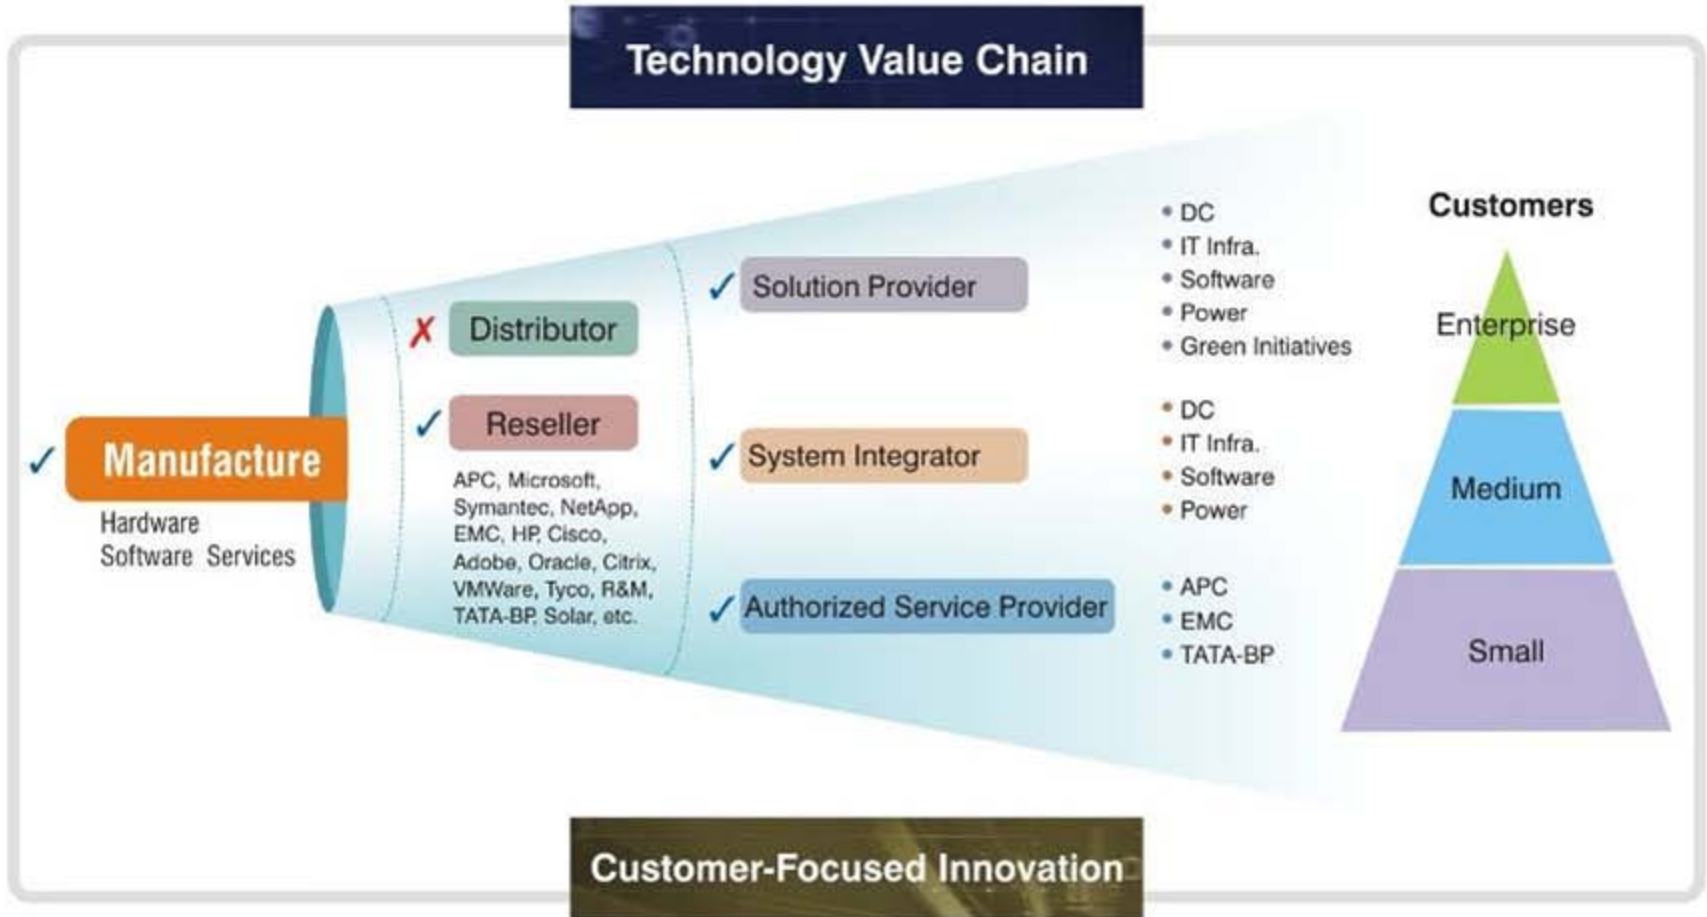 Technology Value Chain
✓ Manufacture
Hardware
Software Services
✗ Distributor
✓ Reseller
APC, Microsoft,
Symantec, NetApp,
EMC, HP, Cisco,
Adobe, Oracle, Citrix,
VMWare, Tyco, R&M,
TATA-BP, Solar, etc.
✓ Solution Provider
• DC
• IT Infra.
• Software
• Power
• Green Initiatives
✓ System Integrator
• DC
• IT Infra.
• Software
• Power
✓ Authorized Service Provider
• APC
• EMC
• TATA-BP
Customers
Enterprise
Medium
Small
Customer-Focused Innovation